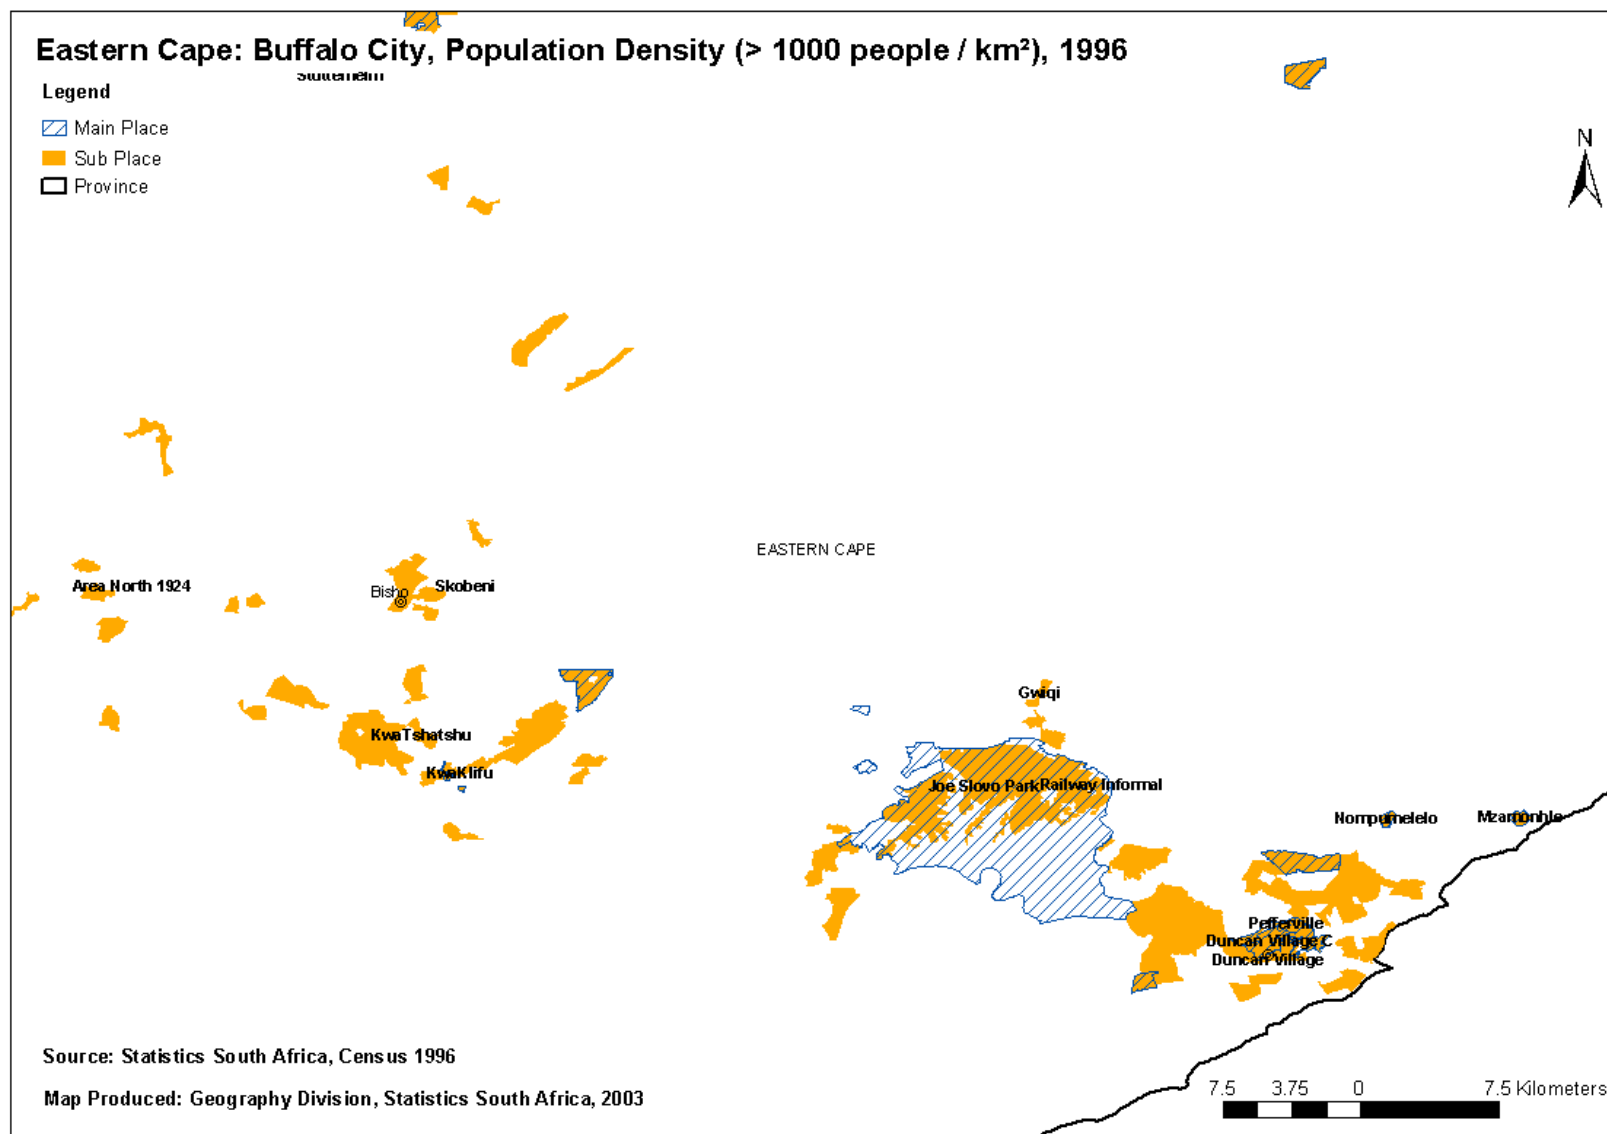 Eastern Cape: Buffalo City, Population Density (> 1000 people / km²), 1996
Legend
Main Place
Sub Place
Province
N
EASTERN CAPE
Area North 1924
Bisho
Skobeni
Gwiqi
KwaTshatshu
KwaKlifu
Joe Slovo Park
Railway Informal
Nompumelelo
Mzamonhle
Pefferville
Duncan Village C
Duncan Village
Source: Statistics South Africa, Census 1996
Map Produced: Geography Division, Statistics South Africa, 2003
7.5 3.75 0 7.5 Kilometers